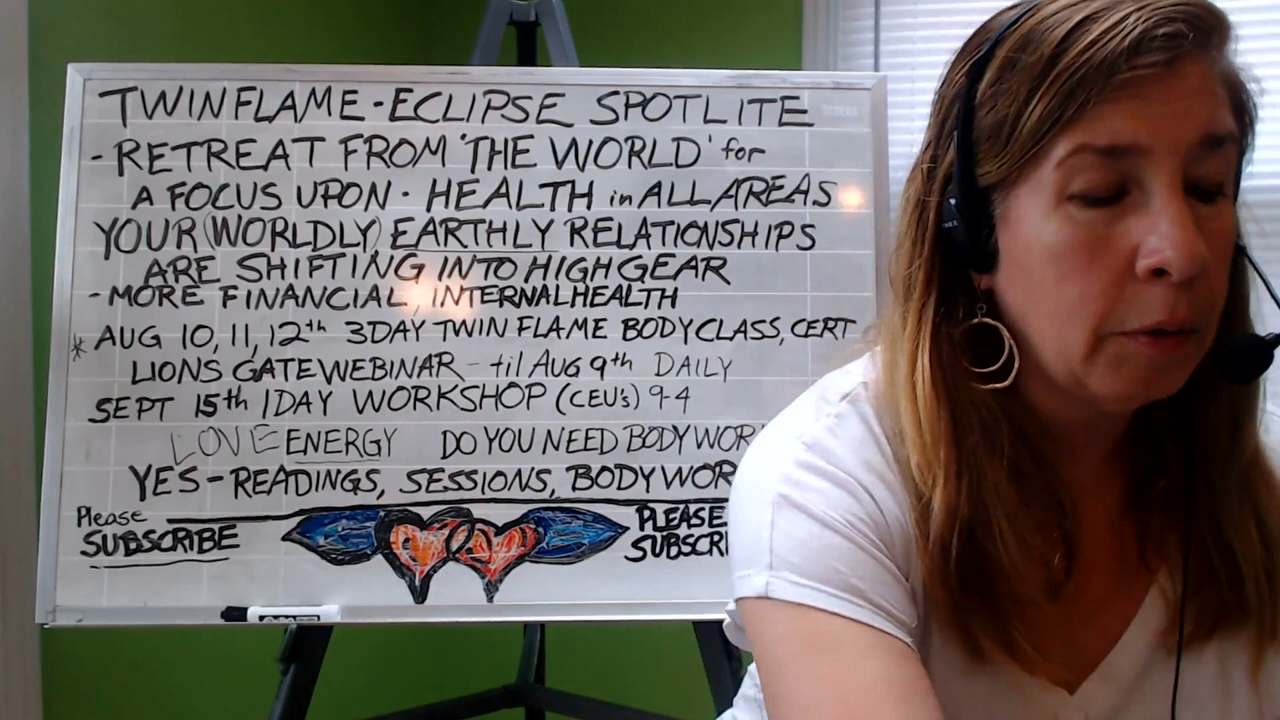 TWINFLAME-ECLIPSE SPOTLITE
-RETREAT FROM 'THE WORLD' for
A FOCUS UPON · HEALTH in ALL AREAS
YOUR (WORLDLY) EARTHLY RELATIONSHIPS
ARE SHIFTING INTO HIGH GEAR
-MORE FINANCIAL, INTERNAL HEALTH
* AUG 10, 11, 12th 3DAY TWIN FLAME BODY CLASS, CERT
LIONS GATE WEBINAR - til AUG 9th DAILY
SEPT 15th 1DAY WORKSHOP (CEU's) 9-4
LOVE ENERGY DO YOU NEED BODYWOR
YES-READINGS, SESSIONS, BODYWOR
Please SUBSCRIBE
PLEASE SUBSCRI